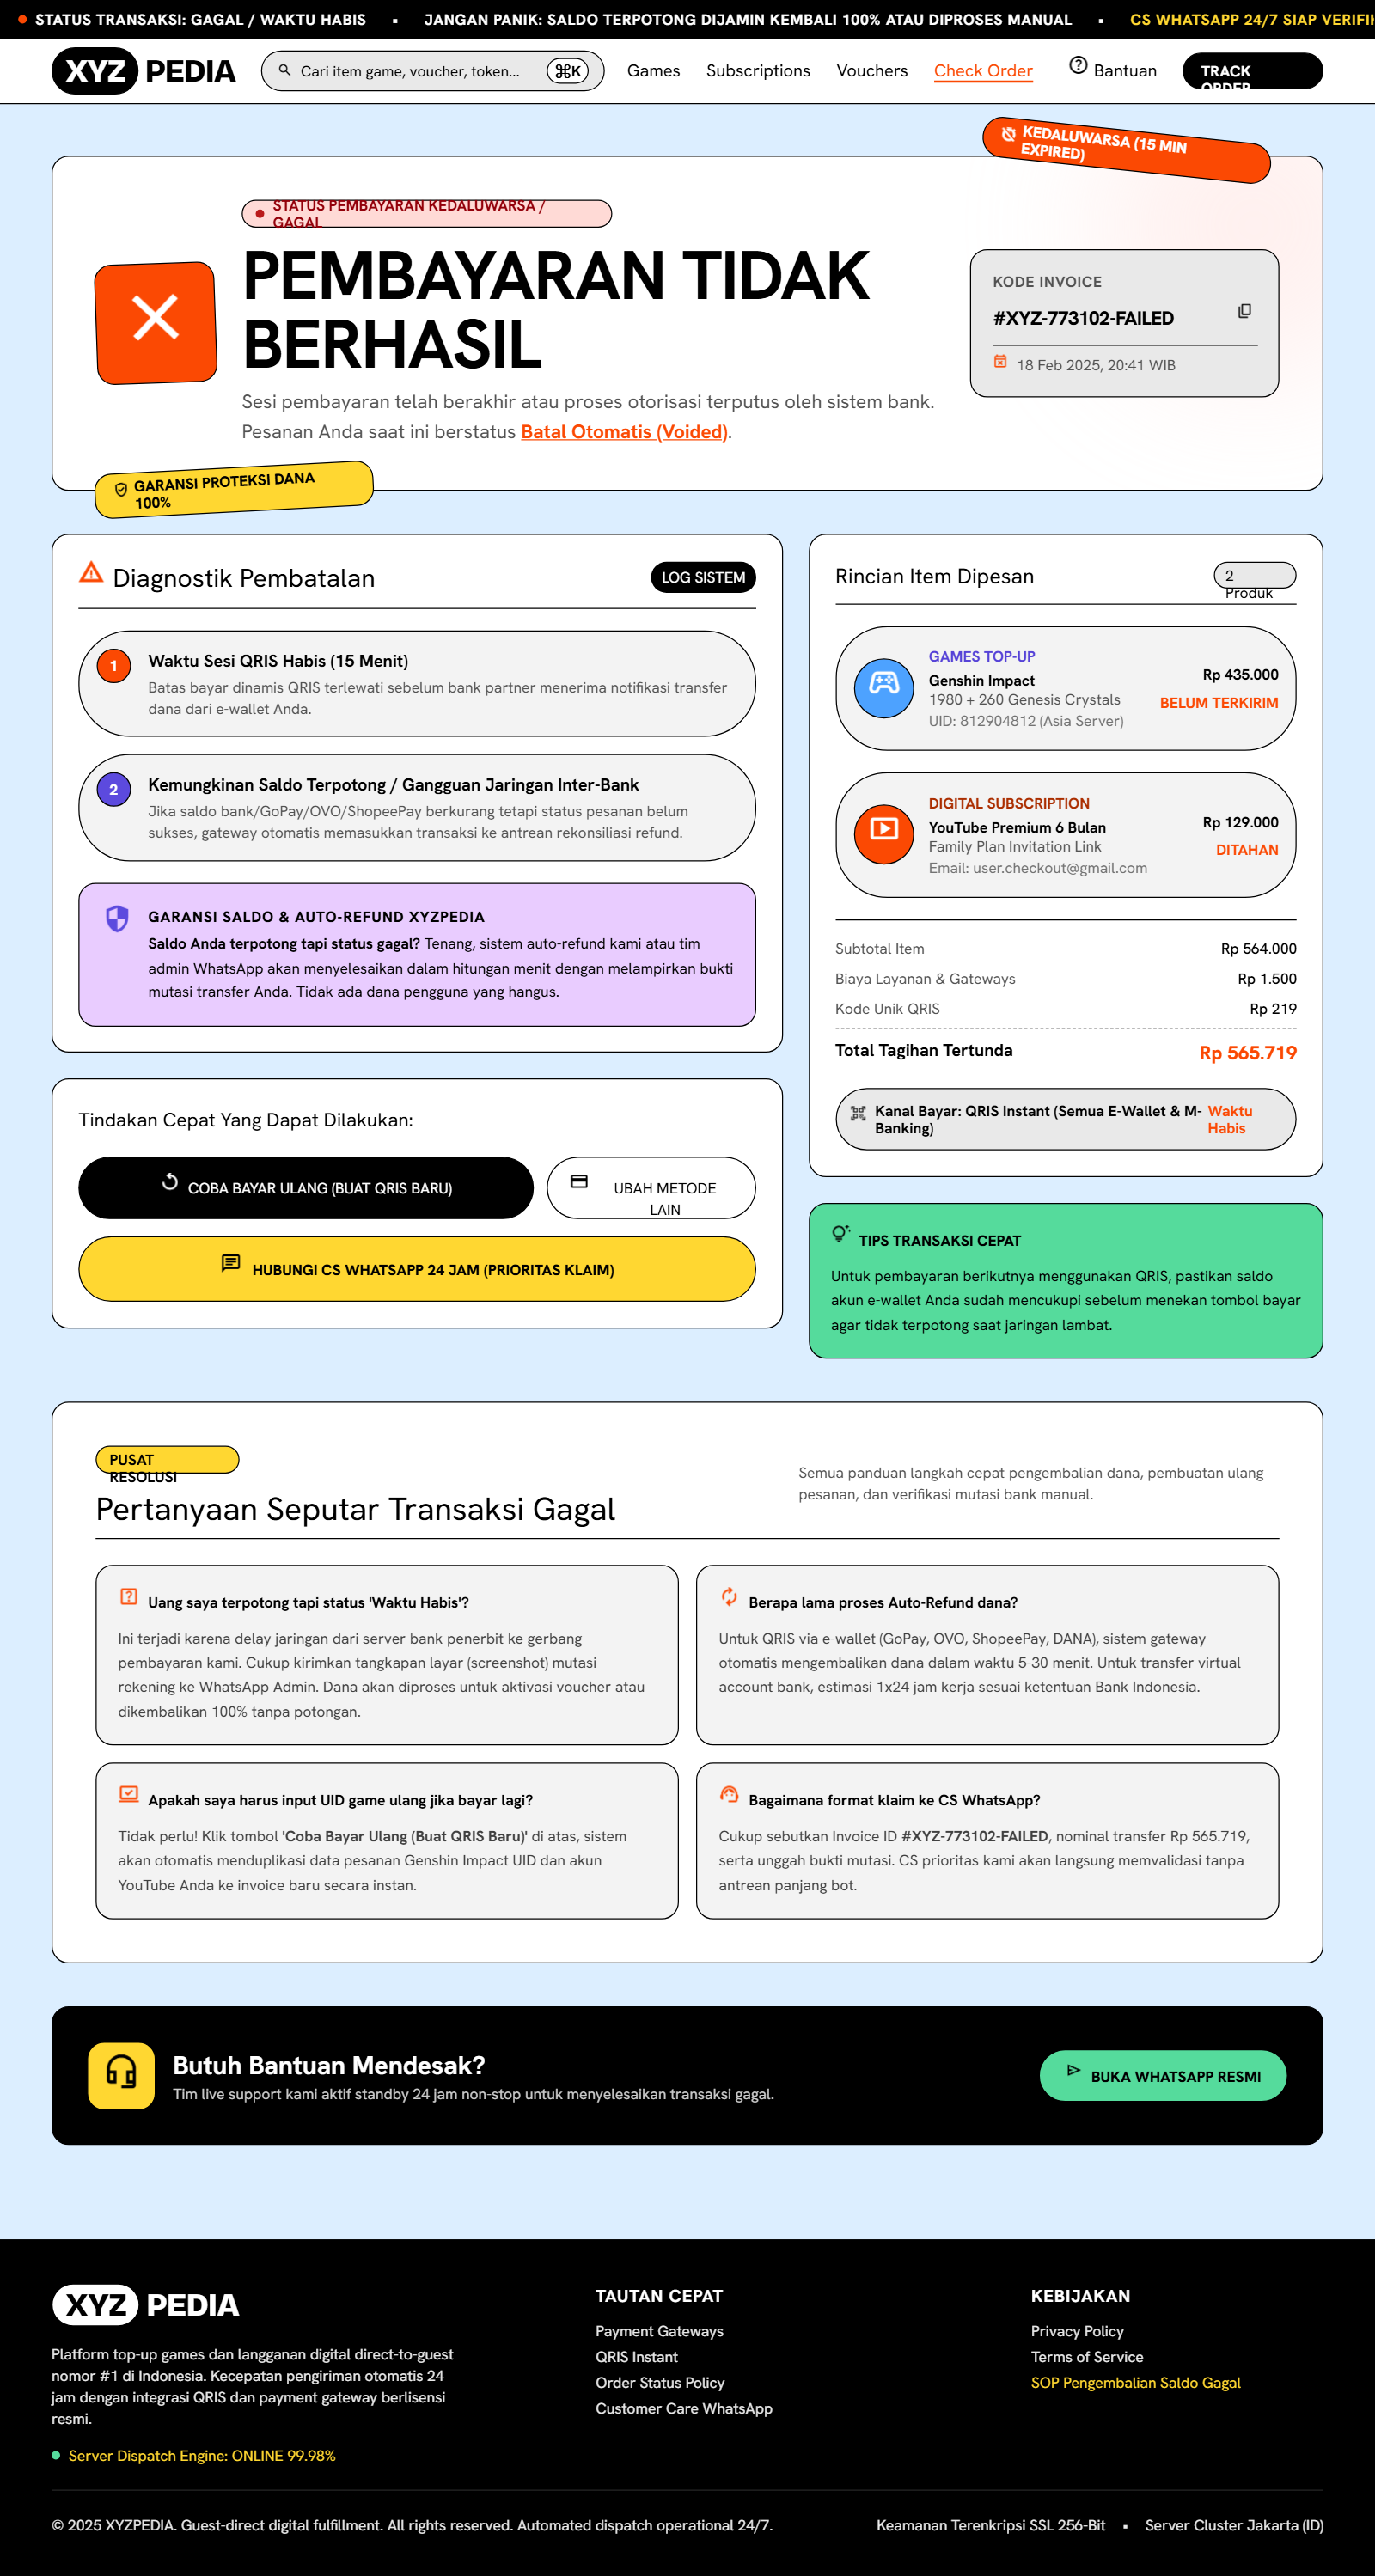 STATUS TRANSAKSI: GAGAL / WAKTU HABIS ▪ JANGAN PANIK: SALDO TERPOTONG DIJAMIN KEMBALI 100% ATAU DIPROSES MANUAL ▪ CS WHATSAPP 24/7 SIAP
XYZ PEDIA
Cari item game, voucher, token...
⌘K
Games
Subscriptions
Vouchers
Check Order
Bantuan
TRACK
ORDER
KEDALUWARSA (15 MIN
EXPIRED)
STATUS PEMBAYARAN KEDALUWARSA /
GAGAL
PEMBAYARAN TIDAK
BERHASIL
Sesi pembayaran telah berakhir atau proses otorisasi terputus oleh sistem bank.
Pesanan Anda saat ini berstatus Batal Otomatis (Voided).
KODE INVOICE
#XYZ-773102-FAILED
18 Feb 2025, 20:41 WIB
GARANSI PROTEKSI DANA
100%
Diagnostik Pembatalan
LOG SISTEM
1
Waktu Sesi QRIS Habis (15 Menit)
Batas bayar dinamis QRIS terlewati sebelum bank partner menerima notifikasi transfer
dana dari e-wallet Anda.
2
Kemungkinan Saldo Terpotong / Gangguan Jaringan Inter-Bank
Jika saldo bank/GoPay/OVO/ShopeePay berkurang tetapi status pesanan belum
sukses, gateway otomatis memasukkan transaksi ke antrean rekonsiliasi refund.
GARANSI SALDO & AUTO-REFUND XYZPEDIA
Saldo Anda terpotong tapi status gagal? Tenang, sistem auto-refund kami atau tim
admin WhatsApp akan menyelesaikan dalam hitungan menit dengan melampirkan bukti
mutasi transfer Anda. Tidak ada dana pengguna yang hangus.
Tindakan Cepat Yang Dapat Dilakukan:
COBA BAYAR ULANG (BUAT QRIS BARU)
UBAH METODE
LAIN
HUBUNGI CS WHATSAPP 24 JAM (PRIORITAS KLAIM)
Rincian Item Dipesan
2
Produk
GAMES TOP-UP
Genshin Impact
1980 + 260 Genesis Crystals
UID: 812904812 (Asia Server)
Rp 435.000
BELUM TERKIRIM
DIGITAL SUBSCRIPTION
YouTube Premium 6 Bulan
Family Plan Invitation Link
Email: user.checkout@gmail.com
Rp 129.000
DITAHAN
Subtotal Item Rp 564.000
Biaya Layanan & Gateways Rp 1.500
Kode Unik QRIS Rp 219
Total Tagihan Tertunda Rp 565.719
Kanal Bayar: QRIS Instant (Semua E-Wallet & M-
Banking)
Waktu
Habis
TIPS TRANSAKSI CEPAT
Untuk pembayaran berikutnya menggunakan QRIS, pastikan saldo
akun e-wallet Anda sudah mencukupi sebelum menekan tombol bayar
agar tidak terpotong saat jaringan lambat.
PUSAT
RESOLUSI
Pertanyaan Seputar Transaksi Gagal
Semua panduan langkah cepat pengembalian dana, pembuatan ulang
pesanan, dan verifikasi mutasi bank manual.
Uang saya terpotong tapi status 'Waktu Habis'?
Ini terjadi karena delay jaringan dari server bank penerbit ke gerbang
pembayaran kami. Cukup kirimkan tangkapan layar (screenshot) mutasi
rekening ke WhatsApp Admin. Dana akan diproses untuk aktivasi voucher atau
dikembalikan 100% tanpa potongan.
Berapa lama proses Auto-Refund dana?
Untuk QRIS via e-wallet (GoPay, OVO, ShopeePay, DANA), sistem gateway
otomatis mengembalikan dana dalam waktu 5-30 menit. Untuk transfer virtual
account bank, estimasi 1x24 jam kerja sesuai ketentuan Bank Indonesia.
Apakah saya harus input UID game ulang jika bayar lagi?
Tidak perlu! Klik tombol 'Coba Bayar Ulang (Buat QRIS Baru)' di atas, sistem
akan otomatis menduplikasi data pesanan Genshin Impact UID dan akun
YouTube Anda ke invoice baru secara instan.
Bagaimana format klaim ke CS WhatsApp?
Cukup sebutkan Invoice ID #XYZ-773102-FAILED, nominal transfer Rp 565.719,
serta unggah bukti mutasi. CS prioritas kami akan langsung memvalidasi tanpa
antrean panjang bot.
Butuh Bantuan Mendesak?
Tim live support kami aktif standby 24 jam non-stop untuk menyelesaikan transaksi gagal.
BUKA WHATSAPP RESMI
XYZ PEDIA
Platform top-up games dan langganan digital direct-to-guest
nomor #1 di Indonesia. Kecepatan pengiriman otomatis 24
jam dengan integrasi QRIS dan payment gateway berlisensi
resmi.
Server Dispatch Engine: ONLINE 99.98%
TAUTAN CEPAT
Payment Gateways
QRIS Instant
Order Status Policy
Customer Care WhatsApp
KEBIJAKAN
Privacy Policy
Terms of Service
SOP Pengembalian Saldo Gagal
© 2025 XYZPEDIA. Guest-direct digital fulfillment. All rights reserved. Automated dispatch operational 24/7.
Keamanan Terenkripsi SSL 256-Bit ▪ Server Cluster Jakarta (ID)